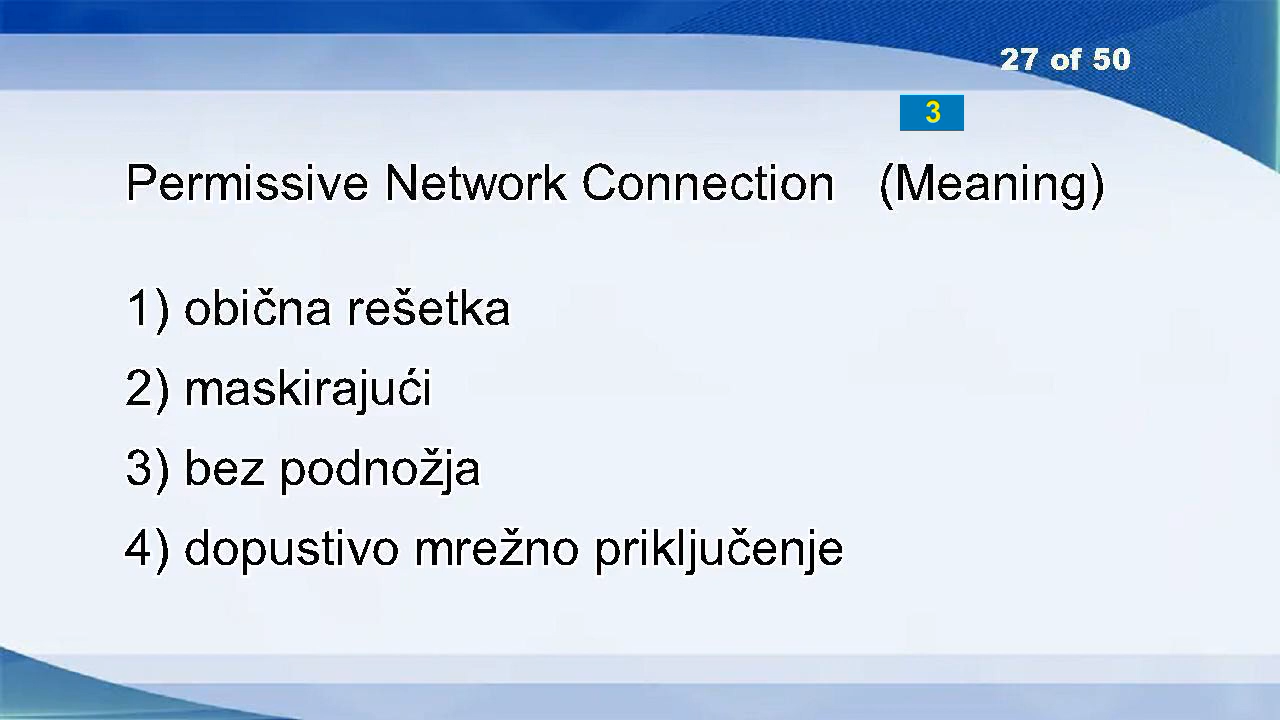 27 of 50
3
Permissive Network Connection (Meaning)
1) obična rešetka
2) maskirajući
3) bez podnožja
4) dopustivo mrežno priključenje